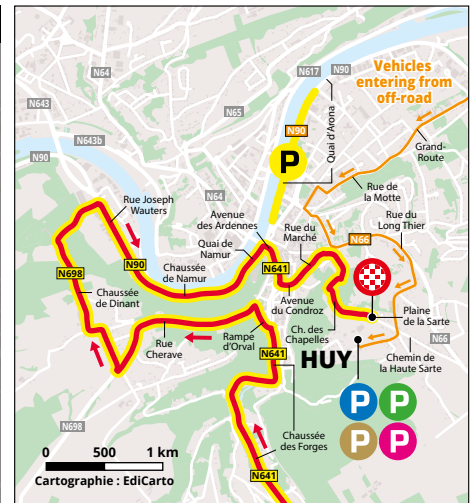 N90
N617
N64
Vehicles
entering from
off-road
N643
N65
N90
Quai d'Arona
N643b
P
Grand-
Route
N90
Rue de
la Motte
Rue Joseph
Wauters
N64
Avenue
des Ardennes
Rue du
Marché
Rue du
Long Thier
Quai de
Namur
N66
N698
N90
Chaussée
de Namur
N641
Chaussée
de Dinant
Avenue
du Condroz
Plaine
de la Sarte
Ch. des
Chapelles
Rue
Cherave
Rampe
d'Orval
N641
HUY
N66
Chemin de
la Haute Sarte
P
P
N698
P
P
Chaussée
des Forges
0 500 1 km
N641
Cartographie : EdiCarto